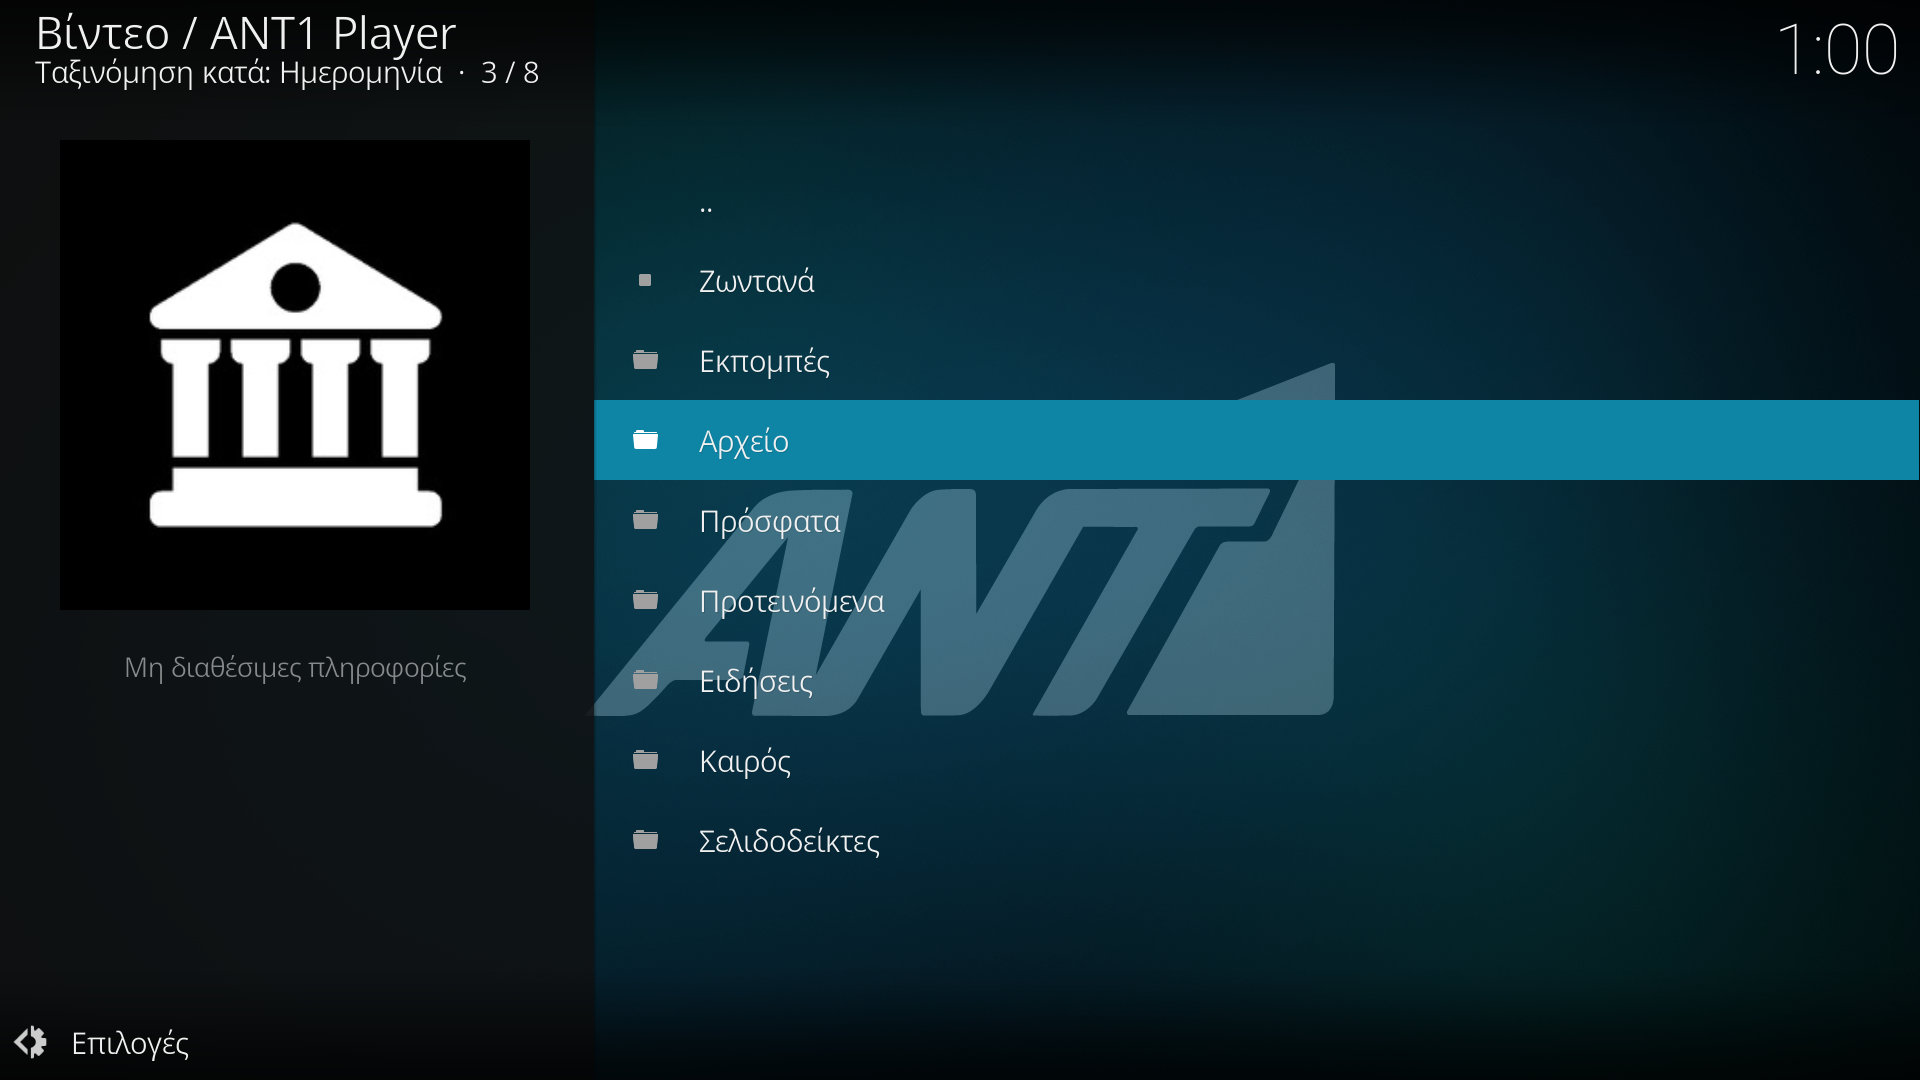 Βίντεο / ANT1 Player
Ταξινόμηση κατά: Ημερομηνία · 3 / 8
1:00
..
Ζωντανά
Εκπομπές
Αρχείο
Πρόσφατα
Προτεινόμενα
Ειδήσεις
Καιρός
Σελιδοδείκτες
ANT1
Μη διαθέσιμες πληροφορίες
Επιλογές